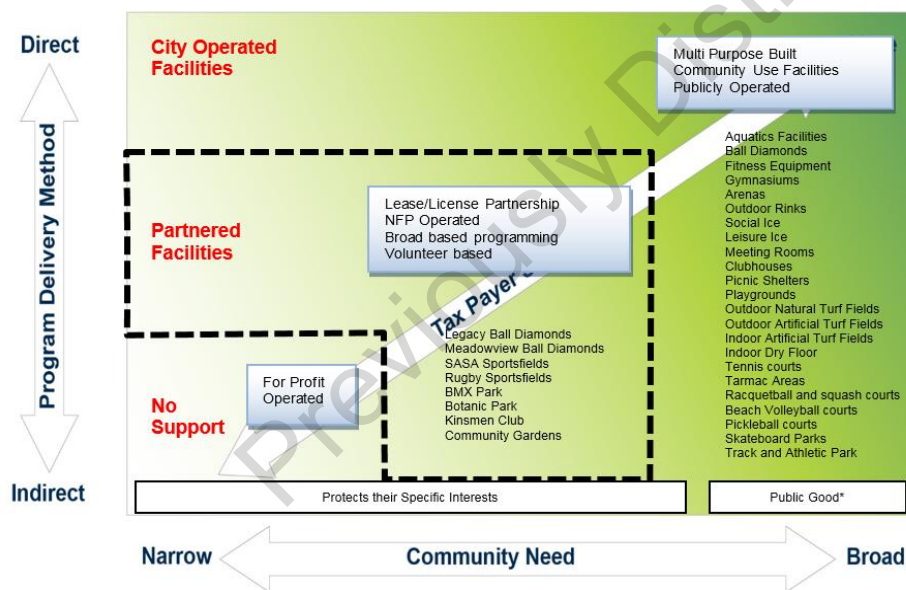 Direct
Program Delivery Method
Indirect
City Operated
Facilities
Multi Purpose Built
Community Use Facilities
Publicly Operated
Aquatics Facilities
Ball Diamonds
Fitness Equipment
Gymnasiums
Arenas
Outdoor Rinks
Social Ice
Leisure Ice
Meeting Rooms
Clubhouses
Picnic Shelters
Playgrounds
Outdoor Natural Turf Fields
Outdoor Artificial Turf Fields
Indoor Artificial Turf Fields
Indoor Dry Floor
Tennis courts
Tarmac Areas
Racquetball and squash courts
Beach Volleyball courts
Pickleball courts
Skateboard Parks
Track and Athletic Park
Partnered
Facilities
Lease/License Partnership
NFP Operated
Broad based programming
Volunteer based
Tax Payer
Legacy Ball Diamonds
Meadowview Ball Diamonds
SASA Sportsfields
Rugby Sportsfields
BMX Park
Botanic Park
Kinsmen Club
Community Gardens
No
Support
For Profit
Operated
Protects their Specific Interests
Public Good*
Narrow
Community Need
Broad
Previously